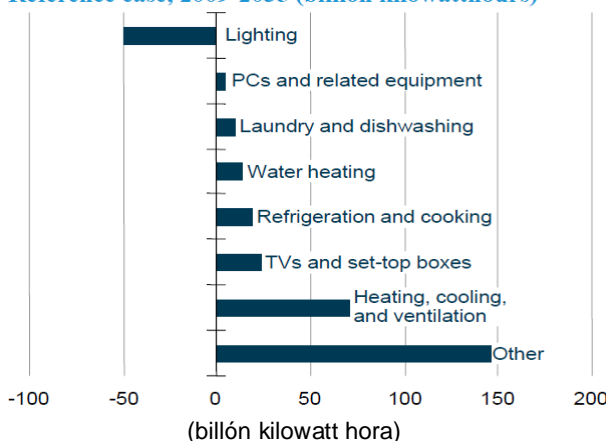 Lighting
PCs and related equipment
Laundry and dishwashing
Water heating
Refrigeration and cooking
TVs and set-top boxes
Heating, cooling,
and ventilation
Other
-100 -50 0 50 100 150 200
(billón kilowatt hora)